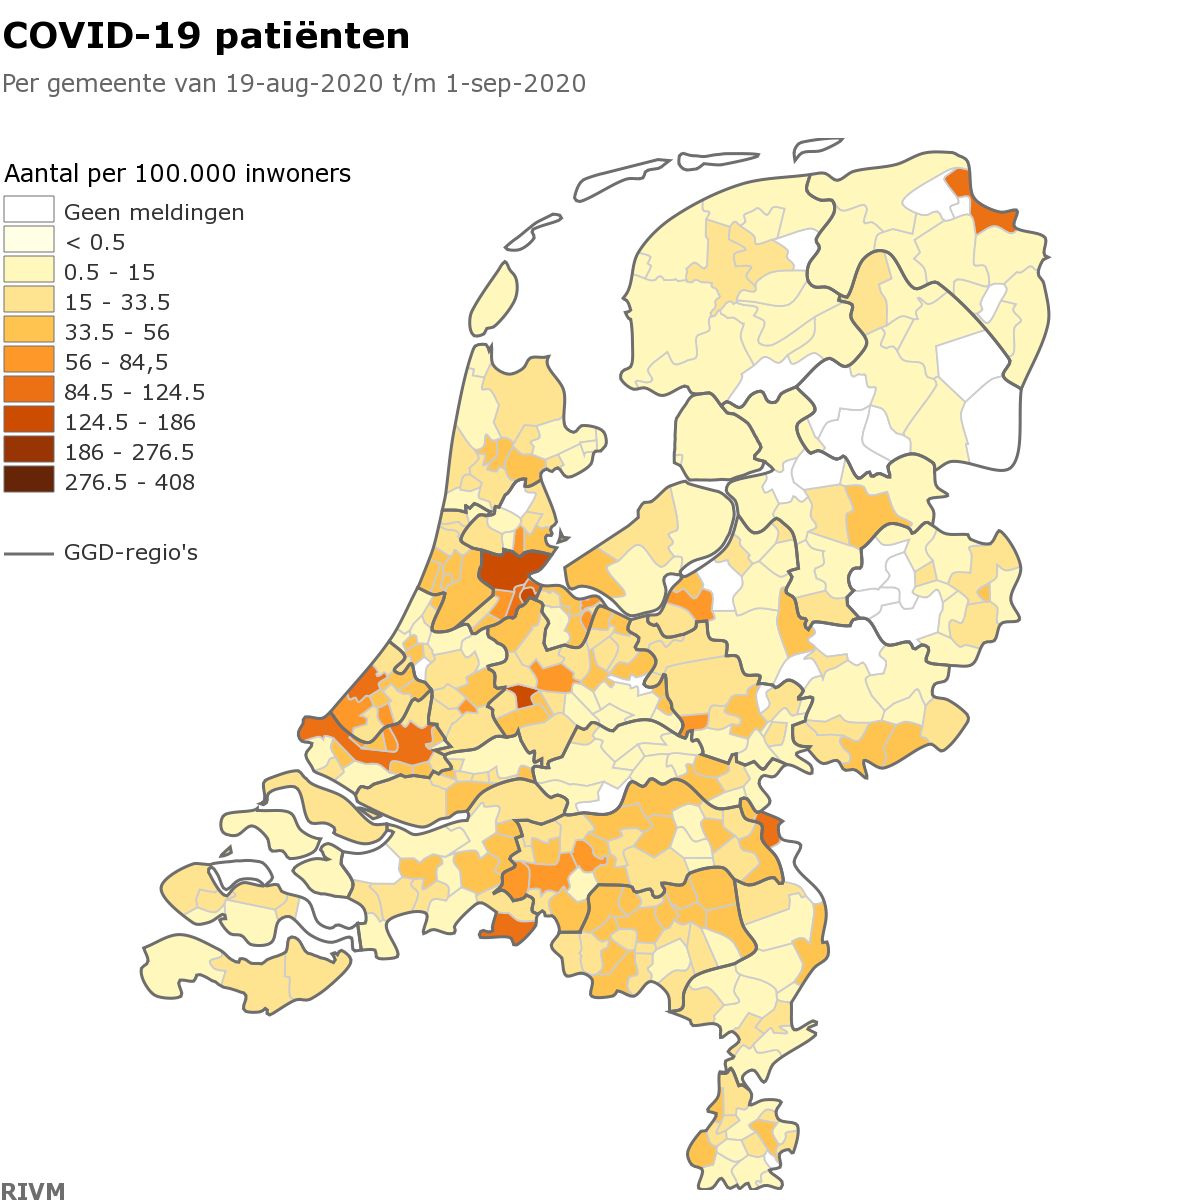 COVID-19 patiënten
Per gemeente van 19-aug-2020 t/m 1-sep-2020
Aantal per 100.000 inwoners
Geen meldingen
< 0.5
0.5 - 15
15 - 33.5
33.5 - 56
56 - 84,5
84.5 - 124.5
124.5 - 186
186 - 276.5
276.5 - 408
GGD-regio's
RIVM